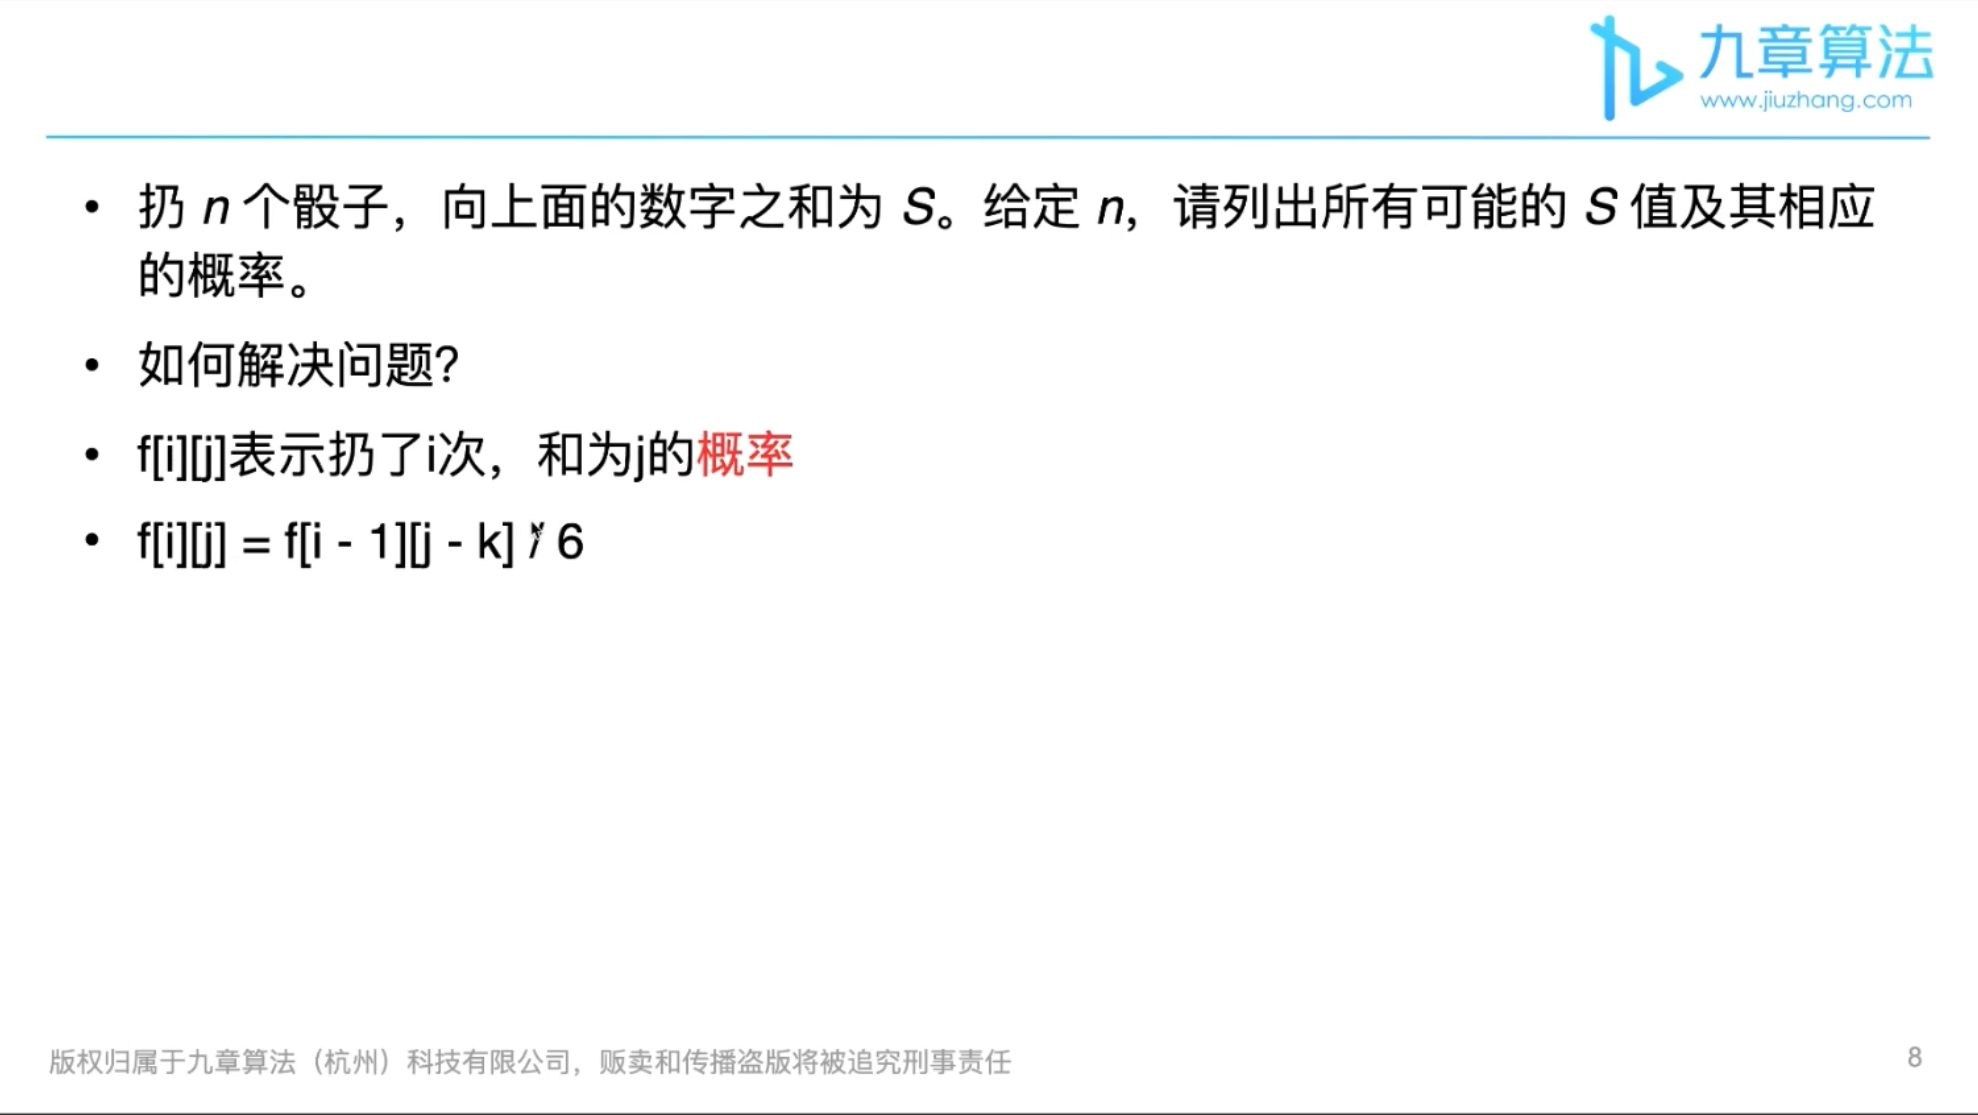 九章算法
www.jiuzhang.com
• 扔 n 个骰子，向上面的数字之和为 S。给定 n，请列出所有可能的 S 值及其相应
的概率。
• 如何解决问题?
• f[i][j]表示扔了i次，和为j的概率
• f[i][j] = f[i - 1][j - k] / 6
版权归属于九章算法（杭州）科技有限公司，贩卖和传播盗版将被追究刑事责任
8